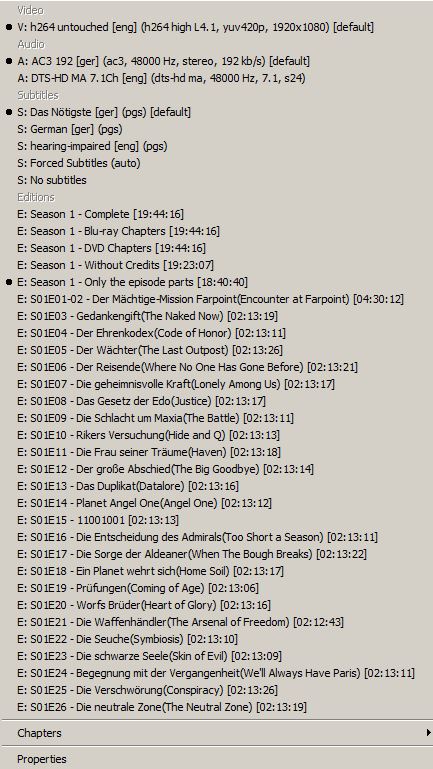 Video
V: h264 untouched [eng] (h264 high L4.1, yuv420p, 1920x1080) [default]
Audio
A: AC3 192 [ger] (ac3, 48000 Hz, stereo, 192 kb/s) [default]
A: DTS-HD MA 7.1Ch [eng] (dts-hd ma, 48000 Hz, 7.1, s24)
Subtitles
S: Das Nötigste [ger] (pgs) [default]
S: German [ger] (pgs)
S: hearing-impaired [eng] (pgs)
S: Forced Subtitles (auto)
S: No subtitles
Editions
E: Season 1 - Complete [19:44:16]
E: Season 1 - Blu-ray Chapters [19:44:16]
E: Season 1 - DVD Chapters [19:44:16]
E: Season 1 - Without Credits [19:23:07]
E: Season 1 - Only the episode parts [18:40:40]
E: S01E01-02 - Der Mächtige-Mission Farpoint(Encounter at Farpoint) [04:30:12]
E: S01E03 - Gedankengift(The Naked Now) [02:13:19]
E: S01E04 - Der Ehrenkodex(Code of Honor) [02:13:11]
E: S01E05 - Der Wächter(The Last Outpost) [02:13:26]
E: S01E06 - Der Reisende(Where No One Has Gone Before) [02:13:21]
E: S01E07 - Die geheimnisvolle Kraft(Lonely Among Us) [02:13:17]
E: S01E08 - Das Gesetz der Edo(Justice) [02:13:17]
E: S01E09 - Die Schlacht um Maxia(The Battle) [02:13:11]
E: S01E10 - Rikers Versuchung(Hide and Q) [02:13:13]
E: S01E11 - Die Frau seiner Träume(Haven) [02:13:18]
E: S01E12 - Der große Abschied(The Big Goodbye) [02:13:14]
E: S01E13 - Das Duplikat(Datalore) [02:13:16]
E: S01E14 - Planet Angel One(Angel One) [02:13:12]
E: S01E15 - 11001001 [02:13:13]
E: S01E16 - Die Entscheidung des Admirals(Too Short a Season) [02:13:11]
E: S01E17 - Die Sorge der Aldeaner(When The Bough Breaks) [02:13:22]
E: S01E18 - Ein Planet wehrt sich(Home Soil) [02:13:17]
E: S01E19 - Prüfungen(Coming of Age) [02:13:06]
E: S01E20 - Worfs Brüder(Heart of Glory) [02:13:16]
E: S01E21 - Die Waffenhändler(The Arsenal of Freedom) [02:12:43]
E: S01E22 - Die Seuche(Symbiosis) [02:13:10]
E: S01E23 - Die schwarze Seele(Skin of Evil) [02:13:09]
E: S01E24 - Begegnung mit der Vergangenheit(We'll Always Have Paris) [02:13:11]
E: S01E25 - Die Verschwörung(Conspiracy) [02:13:26]
E: S01E26 - Die neutrale Zone(The Neutral Zone) [02:13:19]
Chapters
Properties